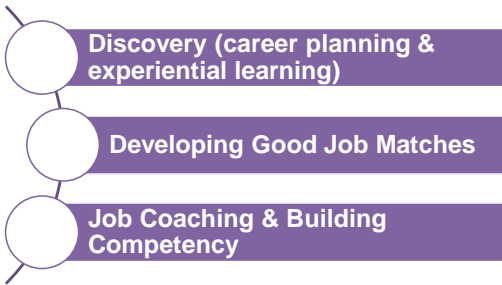 Discovery (career planning &
experiential learning)
Developing Good Job Matches
Job Coaching & Building
Competency